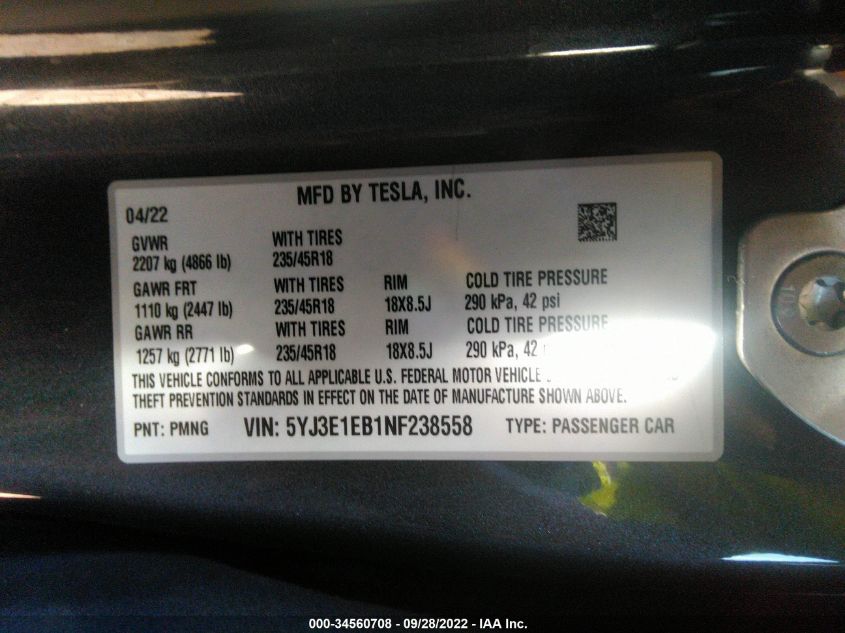 MFD BY TESLA, INC.
04/22
GVWR WITH TIRES
2207 kg (4866 lb) 235/45R18
GAWR FRT WITH TIRES RIM COLD TIRE PRESSURE
1110 kg (2447 lb) 235/45R18 18X8.5J 290 kPa, 42 psi
GAWR RR WITH TIRES RIM COLD TIRE PRESSURE
1257 kg (2771 lb) 235/45R18 18X8.5J 290 kPa, 42
THIS VEHICLE CONFORMS TO ALL APPLICABLE U.S. FEDERAL MOTOR VEHICLE
THEFT PREVENTION STANDARDS IN EFFECT ON THE DATE OF MANUFACTURE SHOWN ABOVE.
PNT: PMNG VIN: 5YJ3E1EB1NF238558 TYPE: PASSENGER CAR
000-34560708 - 09/28/2022 - IAA Inc.